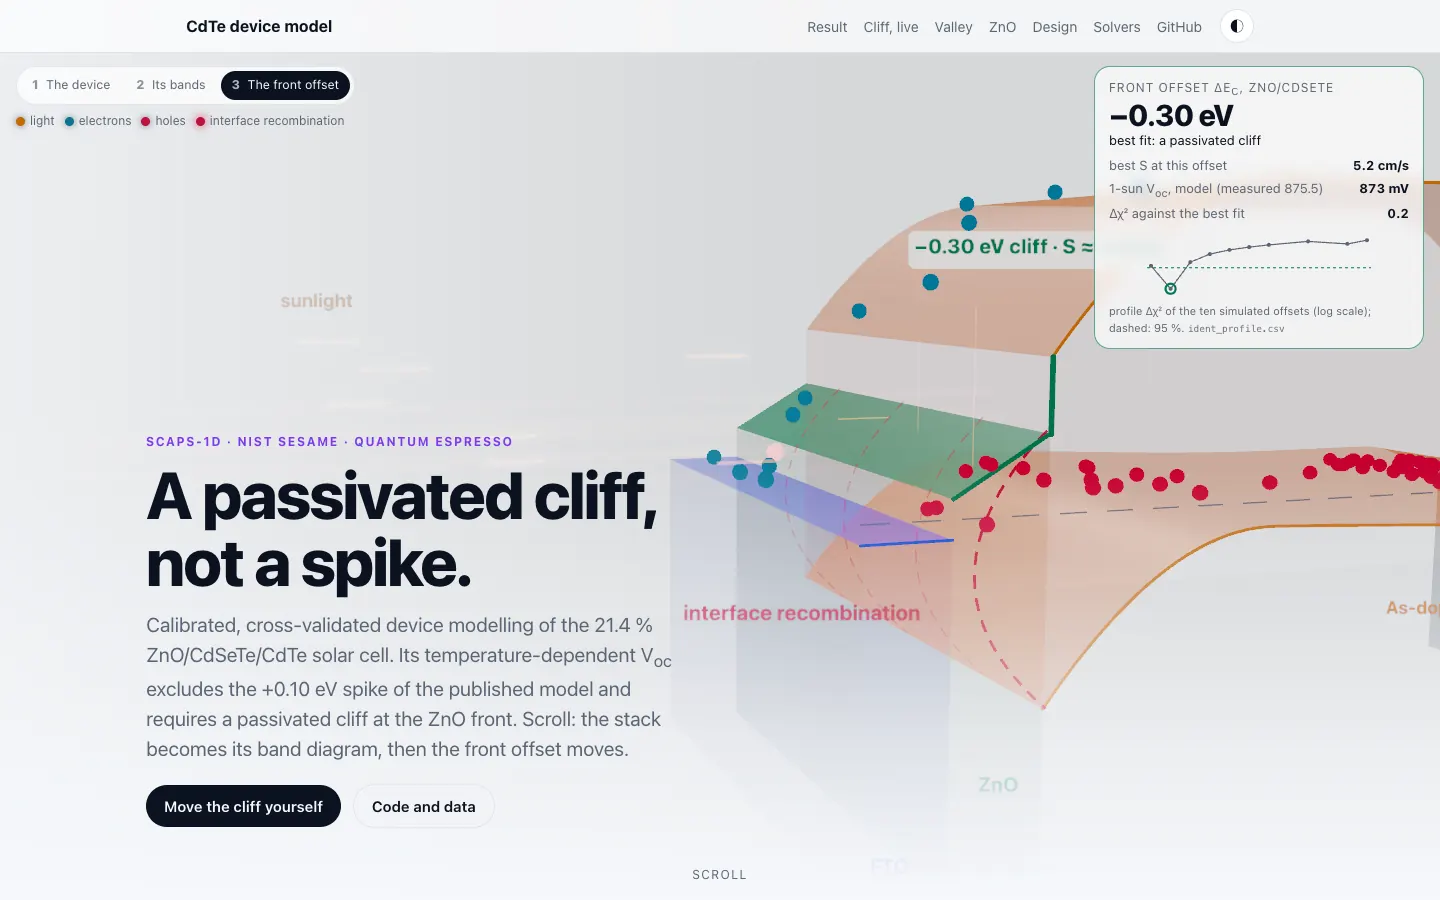 CdTe device model
Result Cliff, live Valley ZnO Design Solvers GitHub
1 The device 2 Its bands 3 The front offset
light electrons holes interface recombination
FRONT OFFSET ΔEC, ZNO/CDSETE
−0.30 eV
best fit: a passivated cliff
best S at this offset 5.2 cm/s
1-sun Voc, model (measured 875.5) 873 mV
Δχ² against the best fit 0.2
profile Δχ² of the ten simulated offsets (log scale);
dashed: 95 %. ident_profile.csv
−0.30 eV cliff · S ≈
sunlight
SCAPS-1D · NIST SESAME · QUANTUM ESPRESSO
A passivated cliff,
not a spike.
Calibrated, cross-validated device modelling of the 21.4 %
ZnO/CdSeTe/CdTe solar cell. Its temperature-dependent Voc
excludes the +0.10 eV spike of the published model and
requires a passivated cliff at the ZnO front. Scroll: the stack
becomes its band diagram, then the front offset moves.
interface recombination
As-dop
ZnO
Move the cliff yourself Code and data
FTO
SCROLL